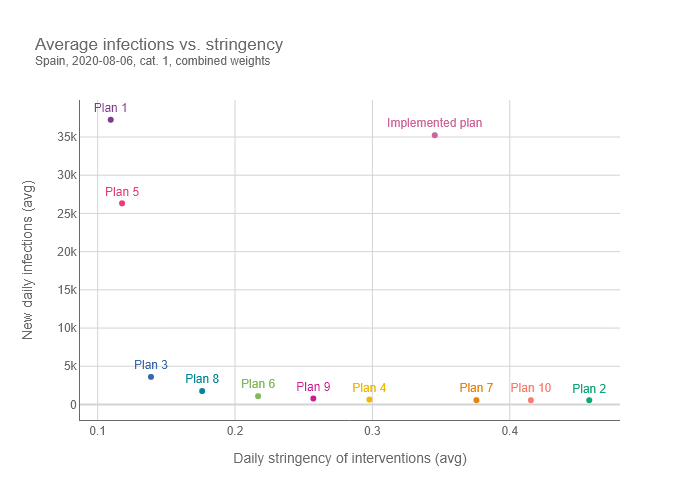 Average infections vs. stringency
Spain, 2020-08-06, cat. 1, combined weights
Plan 1
Implemented plan
35k
30k
Plan 5
25k
20k
15k
10k
5k
0
New daily infections (avg)
Plan 3
Plan 8
Plan 6
Plan 9
Plan 4
Plan 7
Plan 10
Plan 2
0.1
0.2
0.3
0.4
Daily stringency of interventions (avg)